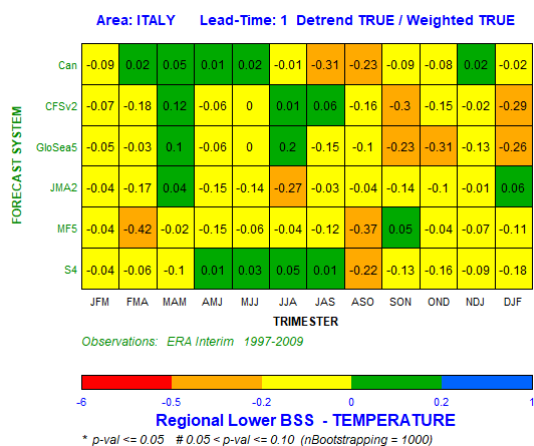 Area: ITALY Lead-Time: 1 Detrend TRUE / Weighted TRUE
FORECAST SYSTEM
Can -0.09 0.02 0.05 0.01 0.02 -0.01 -0.31 -0.23 -0.09 -0.08 0.02 -0.02
CFSv2 -0.07 -0.18 0.12 -0.06 0 0.01 0.06 -0.16 -0.3 -0.15 -0.02 -0.29
GloSea5 -0.05 -0.03 0.1 -0.06 0 0.2 -0.15 -0.1 -0.23 -0.31 -0.13 -0.26
JMA2 -0.04 -0.17 0.04 -0.15 -0.14 -0.27 -0.03 -0.04 -0.14 -0.1 -0.01 0.06
MF5 -0.04 -0.42 -0.02 -0.15 -0.06 -0.04 -0.12 -0.37 0.05 -0.04 -0.07 -0.11
S4 -0.04 -0.06 -0.1 0.01 0.03 0.05 0.01 -0.22 -0.13 -0.16 -0.09 -0.18
JFM FMA MAM AMJ MJJ JJA JAS ASO SON OND NDJ DJF
TRIMESTER
Observations: ERA Interim 1997-2009
-6 -0.5 -0.2 0 0.2 1
Regional Lower BSS - TEMPERATURE
* p-val <= 0.05 # 0.05 < p-val <= 0.10 (nBootstrapping = 1000)